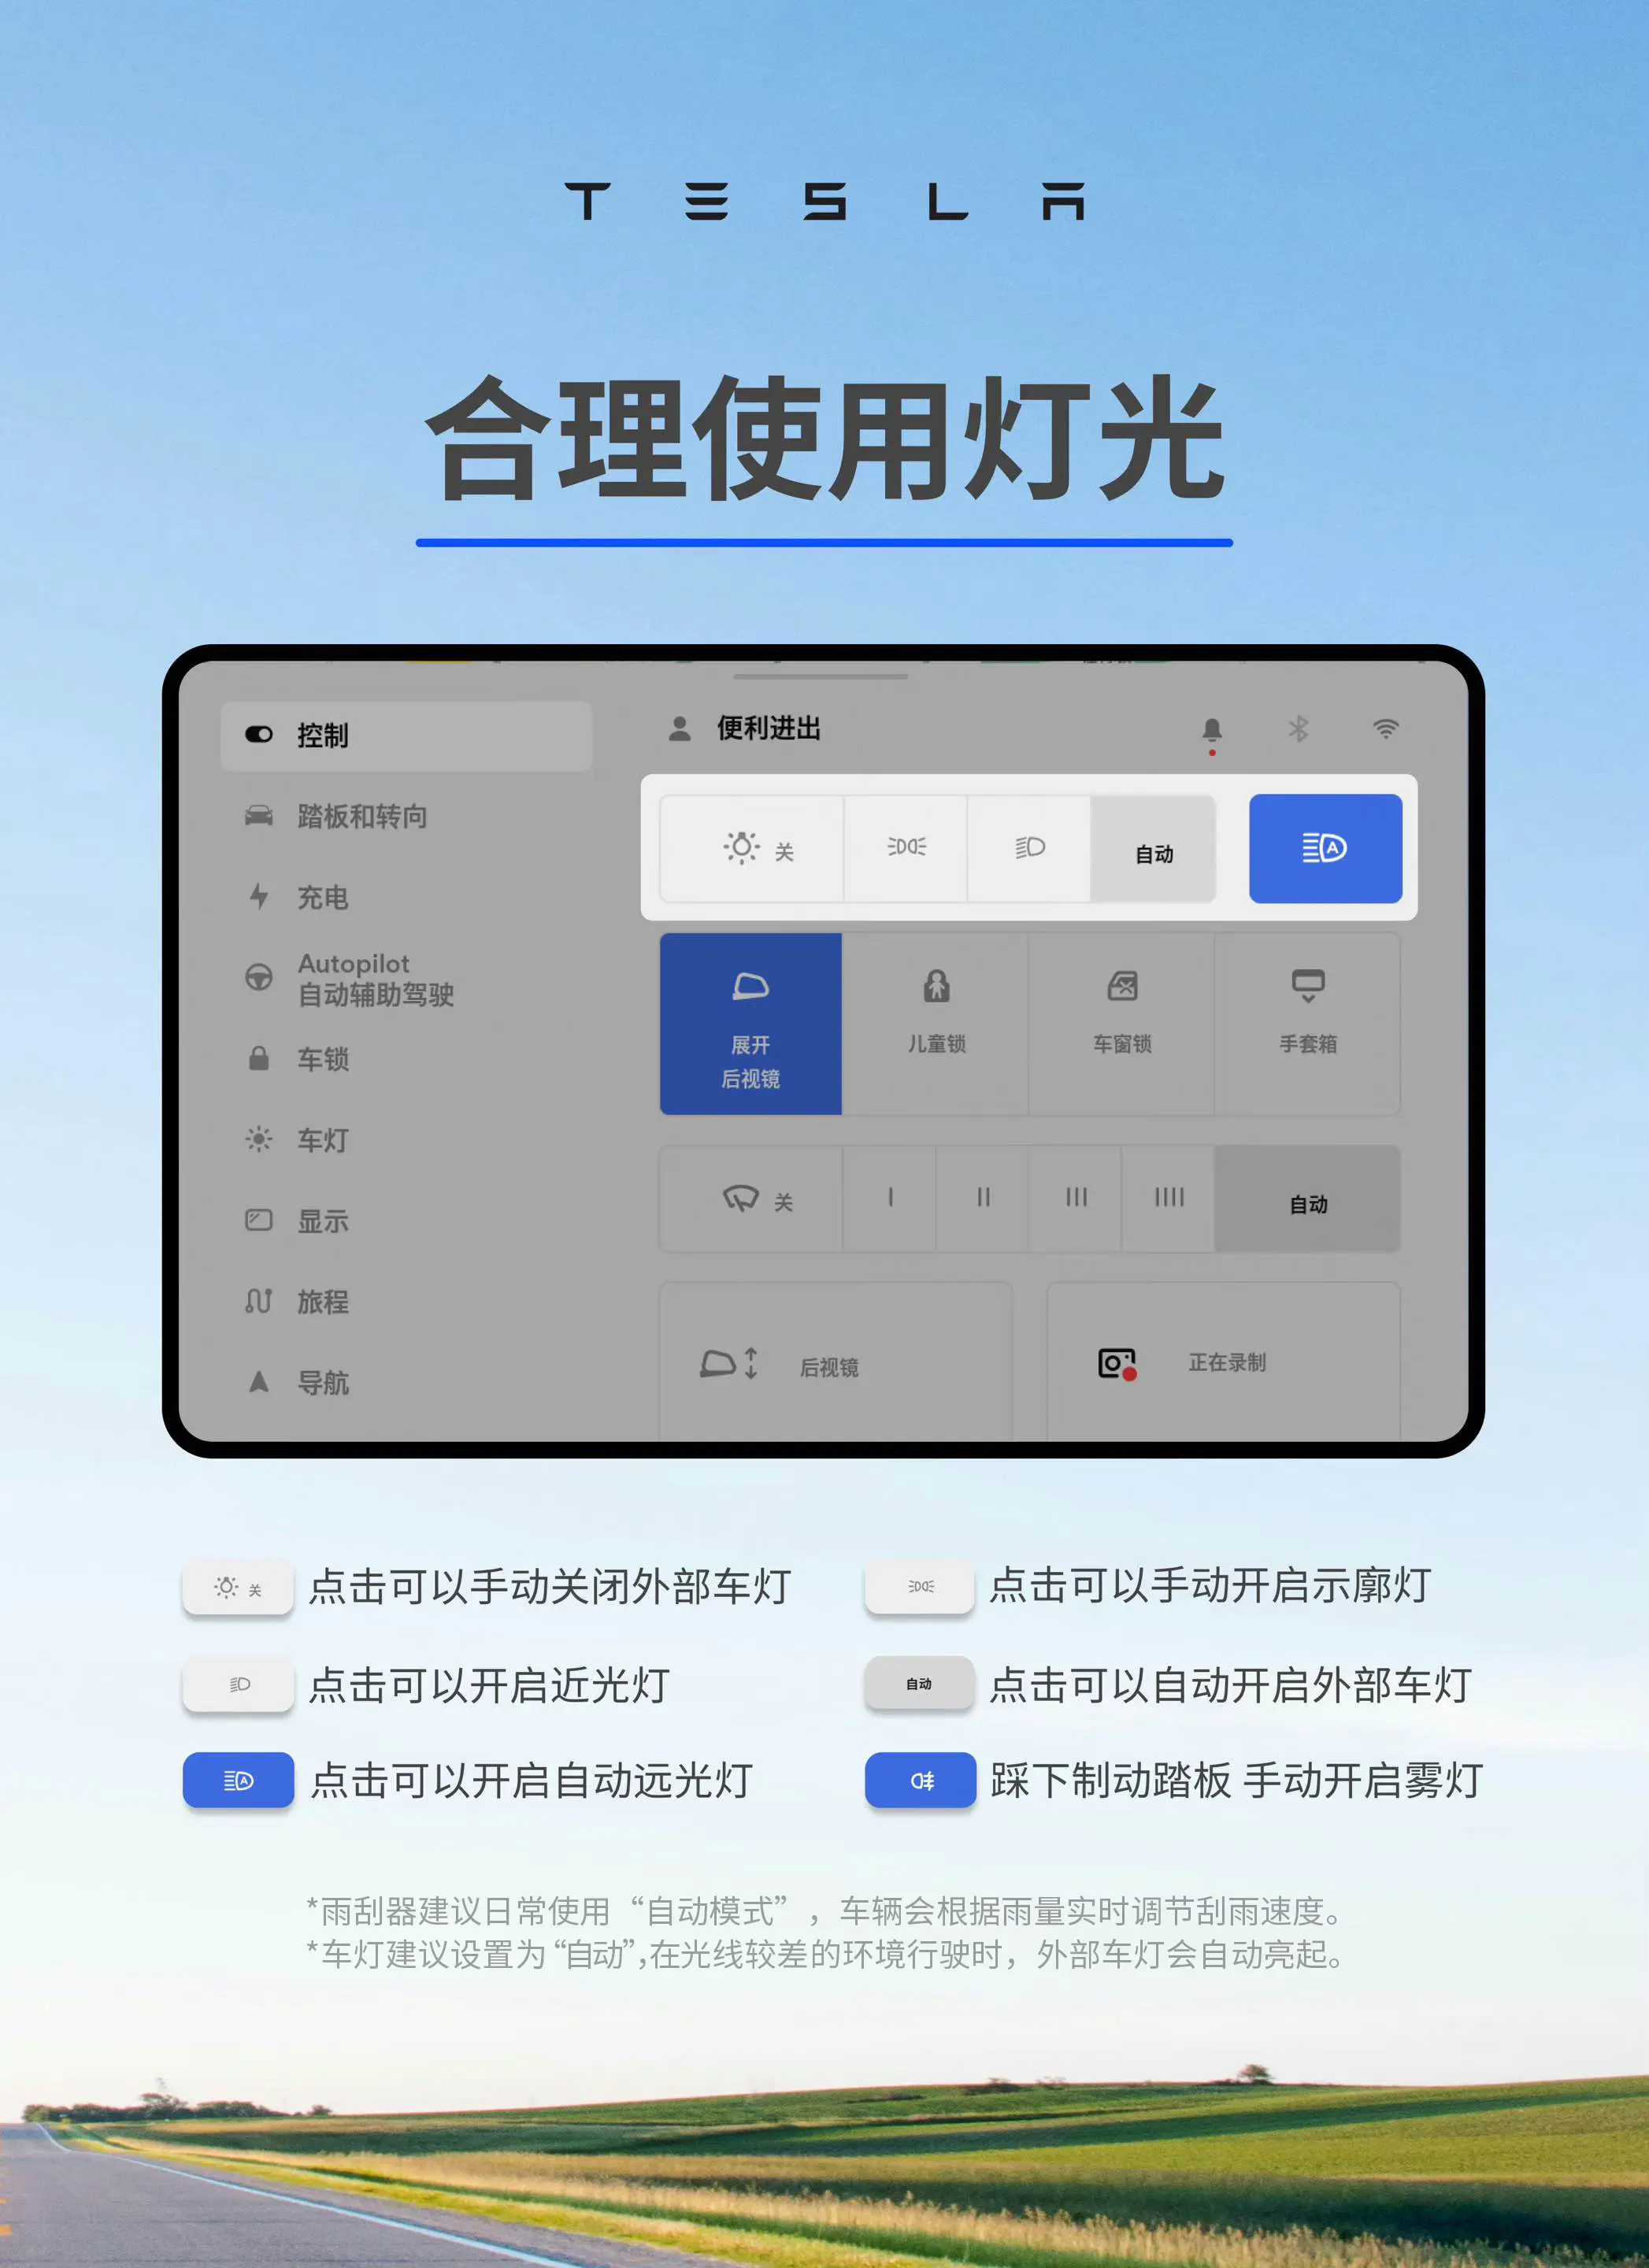 TESLA
合理使用灯光
控制
便利进出
踏板和转向
关
自动
充电
Autopilot
自动辅助驾驶
展开
后视镜
儿童锁
车窗锁
手套箱
车锁
车灯
关
自动
显示
旅程
后视镜
正在录制
导航
关 点击可以手动关闭外部车灯
点击可以手动开启示廓灯
点击可以开启近光灯
自动 点击可以自动开启外部车灯
点击可以开启自动远光灯
踩下制动踏板 手动开启雾灯
*雨刮器建议日常使用“自动模式”，车辆会根据雨量实时调节刮雨速度。
*车灯建议设置为“自动”,在光线较差的环境行驶时，外部车灯会自动亮起。